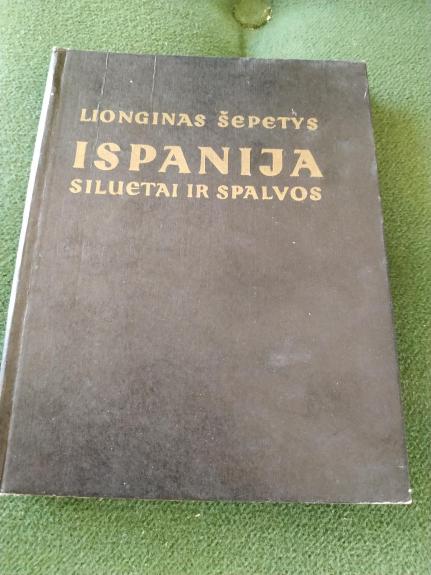 LIONGINAS ŠEPETYS
ISPANIJA
SILUETAI IR SPALVOS